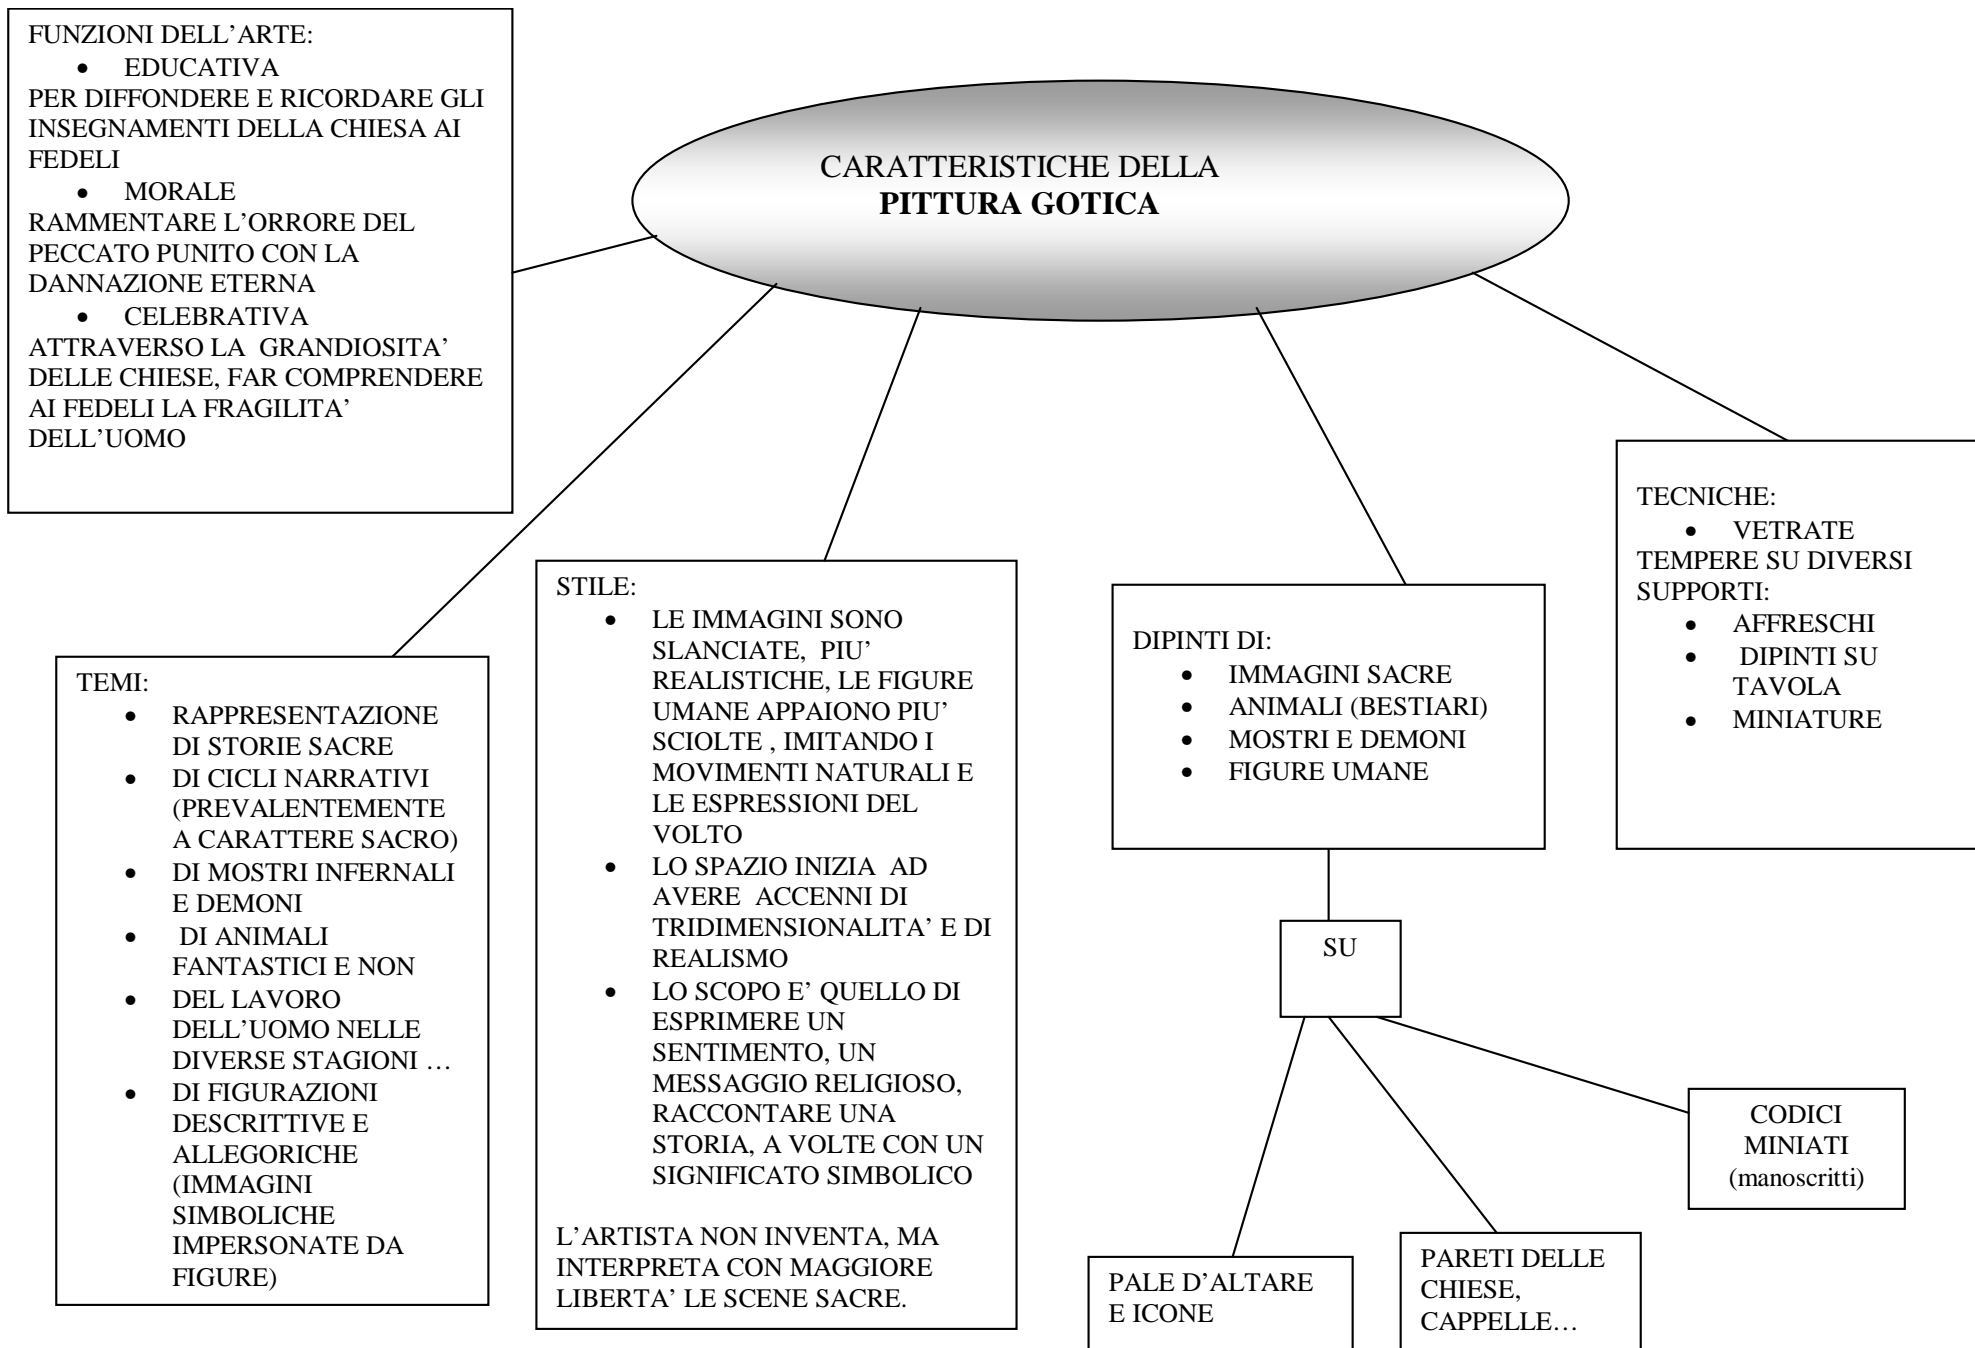 FUNZIONI DELL’ARTE:
• EDUCATIVA
PER DIFFONDERE E RICORDARE GLI
INSEGNAMENTI DELLA CHIESA AI
FEDELI
• MORALE
RAMMENTARE L’ORRORE DEL
PECCATO PUNITO CON LA
DANNAZIONE ETERNA
• CELEBRATIVA
ATTRAVERSO LA  GRANDIOSITA’
DELLE CHIESE, FAR COMPRENDERE
AI FEDELI LA FRAGILITA’
DELL’UOMO
CARATTERISTICHE DELLA
PITTURA GOTICA
TEMI:
• RAPPRESENTAZIONE
DI STORIE SACRE
• DI CICLI NARRATIVI
(PREVALENTEMENTE
A CARATTERE SACRO)
• DI MOSTRI INFERNALI
E DEMONI
• DI ANIMALI
FANTASTICI E NON
• DEL LAVORO
DELL’UOMO NELLE
DIVERSE STAGIONI …
• DI FIGURAZIONI
DESCRITTIVE E
ALLEGORICHE
(IMMAGINI
SIMBOLICHE
IMPERSONATE DA
FIGURE)
STILE:
• LE IMMAGINI SONO
SLANCIATE,  PIU’
REALISTICHE, LE FIGURE
UMANE APPAIONO PIU’
SCIOLTE , IMITANDO I
MOVIMENTI NATURALI E
LE ESPRESSIONI DEL
VOLTO
• LO SPAZIO INIZIA  AD
AVERE  ACCENNI DI
TRIDIMENSIONALITA’ E DI
REALISMO
• LO SCOPO E’ QUELLO DI
ESPRIMERE UN
SENTIMENTO, UN
MESSAGGIO RELIGIOSO,
RACCONTARE UNA
STORIA, A VOLTE CON UN
SIGNIFICATO SIMBOLICO
L’ARTISTA NON INVENTA, MA
INTERPRETA CON MAGGIORE
LIBERTA’ LE SCENE SACRE.
DIPINTI DI:
• IMMAGINI SACRE
• ANIMALI (BESTIARI)
• MOSTRI E DEMONI
• FIGURE UMANE
SU
PALE D’ALTARE
E ICONE
PARETI DELLE
CHIESE,
CAPPELLE…
CODICI
MINIATI
(manoscritti)
TECNICHE:
• VETRATE
TEMPERE SU DIVERSI
SUPPORTI:
• AFFRESCHI
• DIPINTI SU
TAVOLA
• MINIATURE